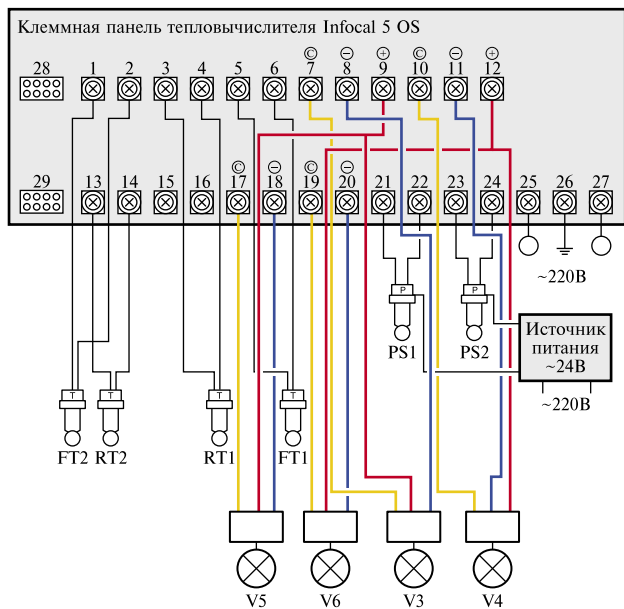 Клеммная панель тепловычислителя Infocal 5 OS
© − + © − +
28 1 2 3 4 5 6 7 8 9 10 11 12
© − © −
29 13 14 15 16 17 18 19 20 21 22 23 24 25 26 27
~220В
P P
PS1 PS2
Источник
питания
~24В
~220В
T T T T
FT2 RT2 RT1 FT1
V5 V6 V3 V4